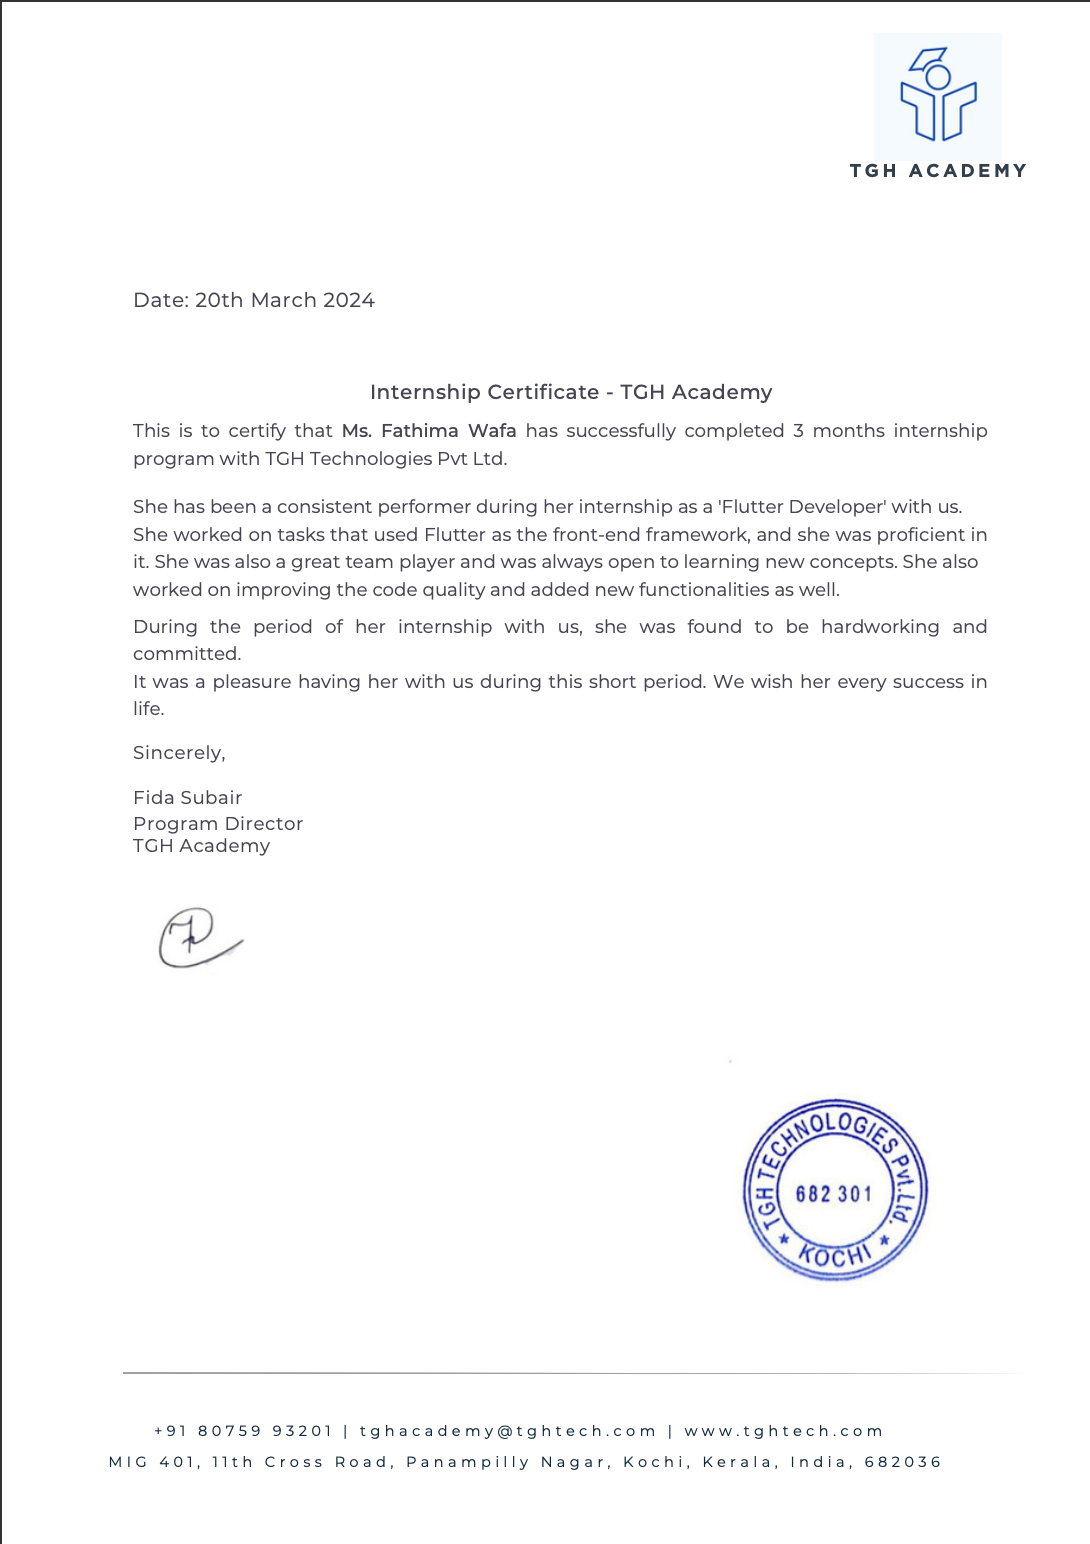 TGH ACADEMY
Date: 20th March 2024
Internship Certificate - TGH Academy
This is to certify that Ms. Fathima Wafa has successfully completed 3 months internship
program with TGH Technologies Pvt Ltd.
She has been a consistent performer during her internship as a 'Flutter Developer' with us.
She worked on tasks that used Flutter as the front-end framework, and she was proficient in
it. She was also a great team player and was always open to learning new concepts. She also
worked on improving the code quality and added new functionalities as well.
During the period of her internship with us, she was found to be hardworking and
committed.
It was a pleasure having her with us during this short period. We wish her every success in
life.
Sincerely,
Fida Subair
Program Director
TGH Academy
TGH TECHNOLOGIES Pvt.Ltd.
682 301
★ KOCHI ★
+91 80759 93201 | tghacademy@tghtech.com | www.tghtech.com
MIG 401, 11th Cross Road, Panampilly Nagar, Kochi, Kerala, India, 682036